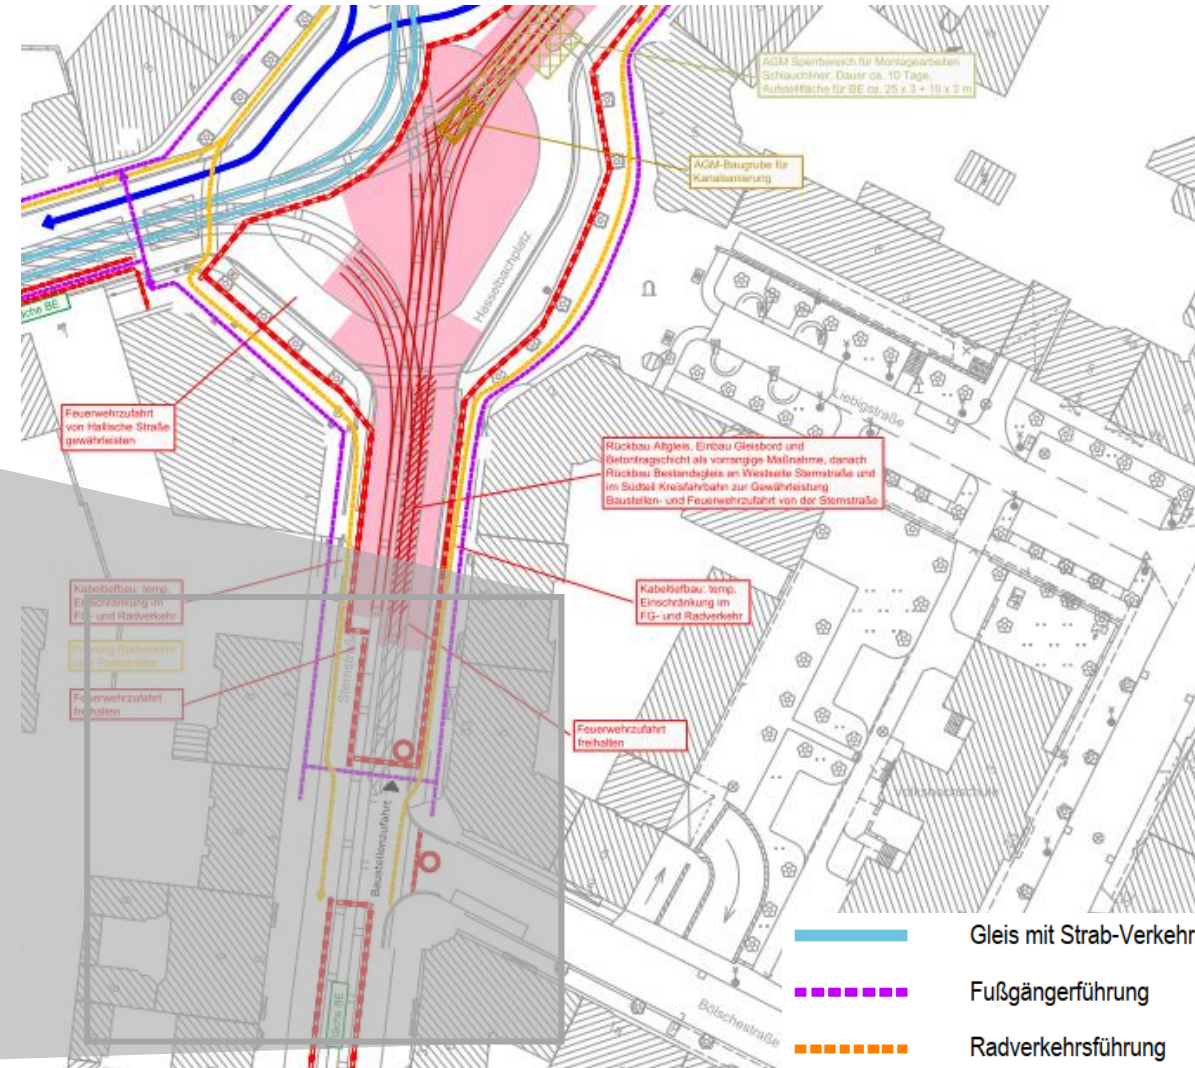 AGM Sperrbereich für Montagearbeiten
Schlauchliner, Dauer ca. 10 Tage,
Aufstellfläche für BE ca. 25 x 3 + 10 x 3 m
AGM-Baugrube für
Kanalsanierung
Hasselbachplatz
Liebigstraße
Feuerwehrzufahrt
von Hallische Straße
gewährleisten
Rückbau Altgleis, Einbau Gleisbord und
Betontragschicht als vorrangige Maßnahme, danach
Rückbau Bestandsgleis an Westseite Sternstraße und
im Südteil Kreisfahrbahn zur Gewährleistung
Baustellen- und Feuerwehrzufahrt von der Sternstraße
Kabeltiefbau: temp.
Einschränkung im
FG- und Radverkehr
Kabeltiefbau: temp.
Einschränkung im
FG- und Radverkehr
Führung Radverkehr
über Parkstreifen
Feuerwehrzufahrt
freihalten
Sternstraße
Feuerwehrzufahrt
freihalten
Volkshochschule
Baustellenzufahrt
Bölschestraße
Gleis mit Strab-Verkehr
Fußgängerführung
Radverkehrsführung